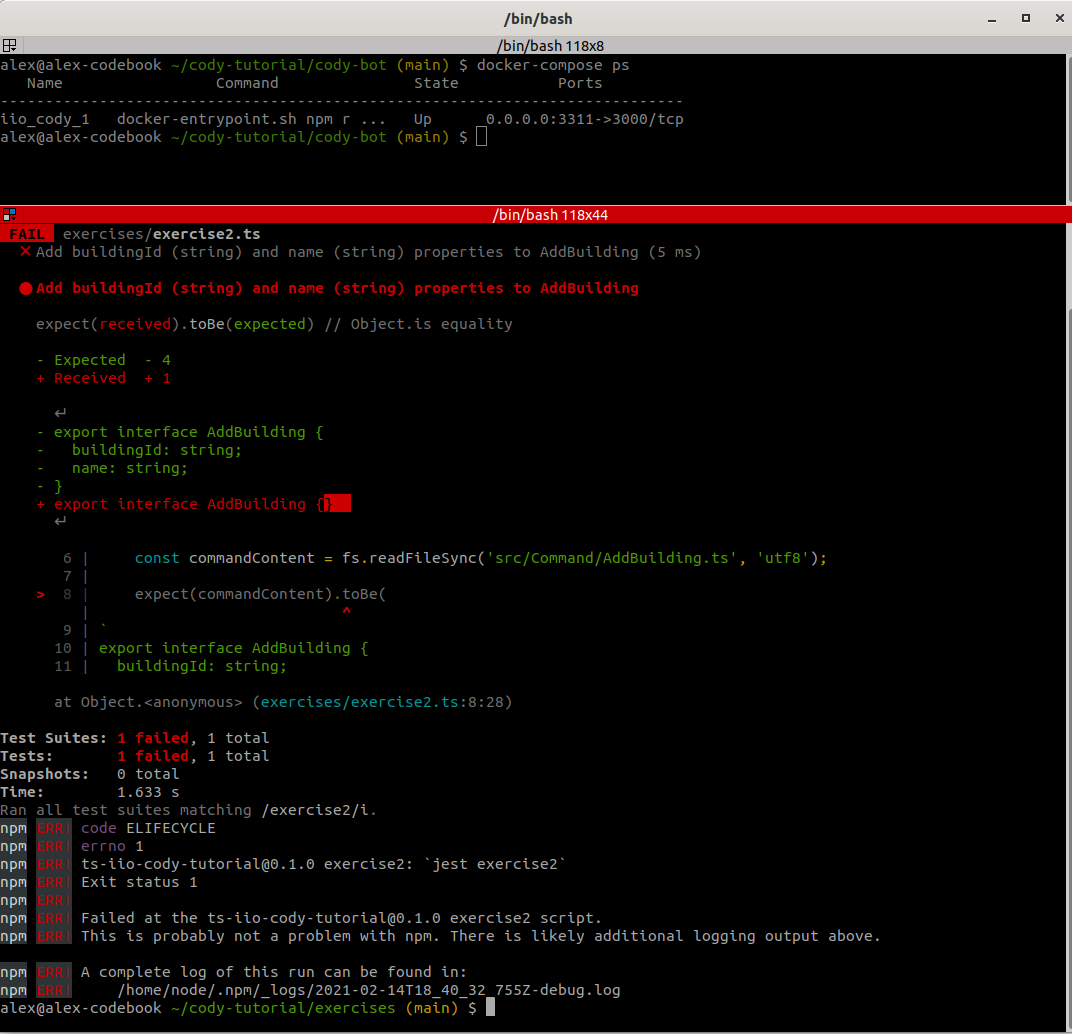 /bin/bash
/bin/bash 118x8
alex@alex-codebook ~/cody-tutorial/cody-bot (main) $ docker-compose ps
   Name                 Command               State           Ports
----------------------------------------------------------------------------
iio_cody_1   docker-entrypoint.sh npm r ...   Up      0.0.0.0:3311->3000/tcp
alex@alex-codebook ~/cody-tutorial/cody-bot (main) $
/bin/bash 118x44
FAIL exercises/exercise2.ts
  ✕ Add buildingId (string) and name (string) properties to AddBuilding (5 ms)
  ● Add buildingId (string) and name (string) properties to AddBuilding
    expect(received).toBe(expected) // Object.is equality
    - Expected  - 4
    + Received  + 1
      ↵
    - export interface AddBuilding {
    -   buildingId: string;
    -   name: string;
    - }
    + export interface AddBuilding {}
      ↵
       6 |     const commandContent = fs.readFileSync('src/Command/AddBuilding.ts', 'utf8');
       7 |
    >  8 |     expect(commandContent).toBe(
         |                            ^
       9 | `
      10 | export interface AddBuilding {
      11 |   buildingId: string;
      at Object.<anonymous> (exercises/exercise2.ts:8:28)
Test Suites: 1 failed, 1 total
Tests:       1 failed, 1 total
Snapshots:   0 total
Time:        1.633 s
Ran all test suites matching /exercise2/i.
npm ERR! code ELIFECYCLE
npm ERR! errno 1
npm ERR! ts-iio-cody-tutorial@0.1.0 exercise2: `jest exercise2`
npm ERR! Exit status 1
npm ERR!
npm ERR! Failed at the ts-iio-cody-tutorial@0.1.0 exercise2 script.
npm ERR! This is probably not a problem with npm. There is likely additional logging output above.
npm ERR! A complete log of this run can be found in:
npm ERR!     /home/node/.npm/_logs/2021-02-14T18_40_32_755Z-debug.log
alex@alex-codebook ~/cody-tutorial/exercises (main) $